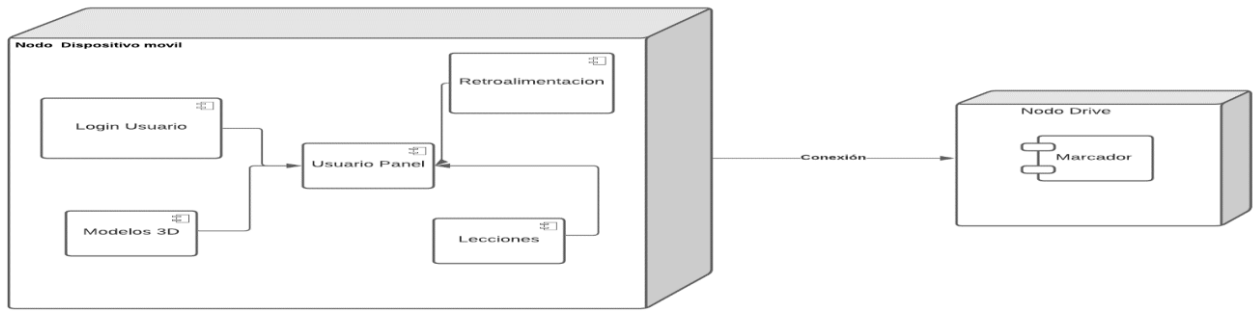 Nodo Dispositivo movil
Retroalimentacion
Login Usuario
Usuario Panel
Modelos 3D
Lecciones
Conexión
Nodo Drive
Marcador